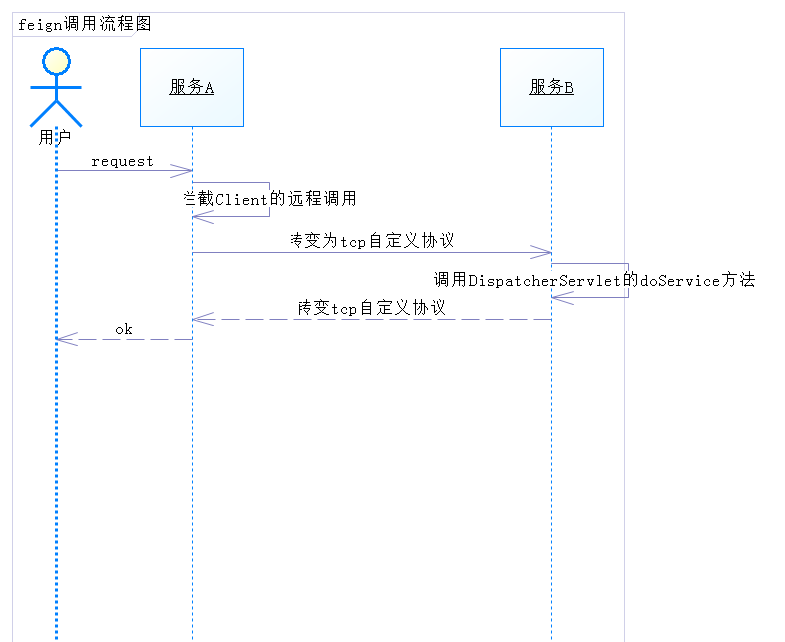 feign调用流程图
服务A
服务B
用户
request
拦截Client的远程调用
转变为tcp自定义协议
调用DispatcherServlet的doService方法
转变tcp自定义协议
ok